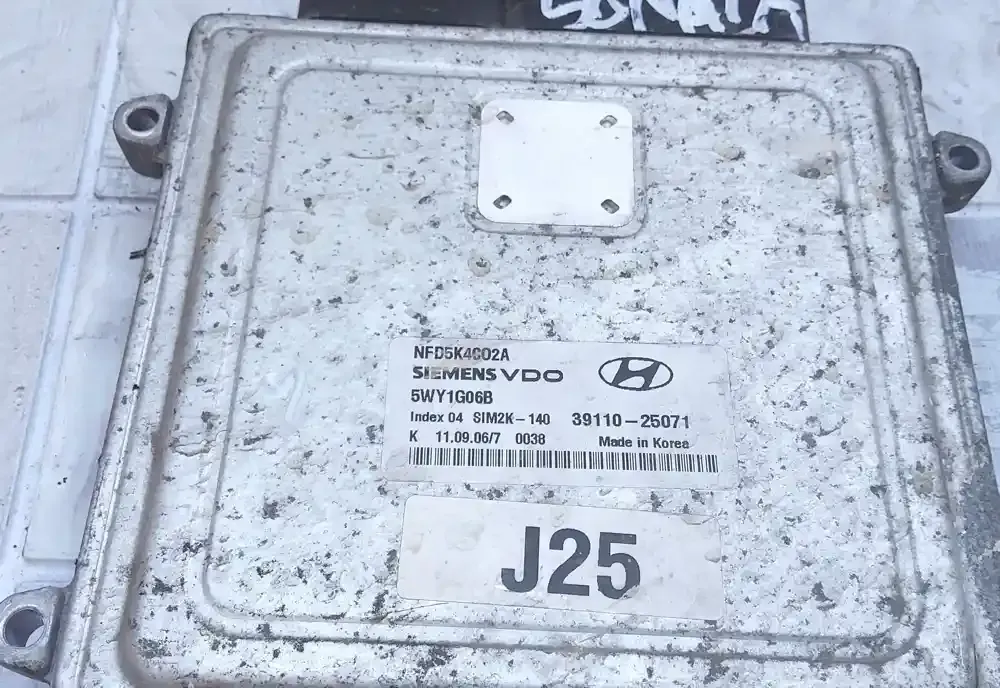 SONATA
NFD5K4C02A
SIEMENS VDO
5WY1G06B
Index 04 SIM2K-140 39110-25071
K 11.09.06/7 0038 Made in Korea
J25